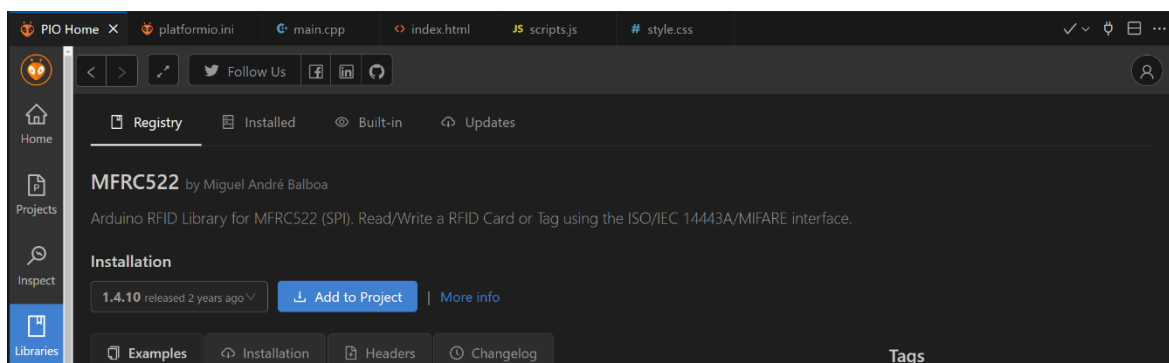 PIO Home platformio.ini main.cpp index.html JS scripts.js # style.css
Follow Us
Home
Registry Installed Built-in Updates
MFRC522 by Miguel André Balboa
Projects
Arduino RFID Library for MFRC522 (SPI). Read/Write a RFID Card or Tag using the ISO/IEC 14443A/MIFARE interface.
Installation
Inspect
1.4.10 released 2 years ago Add to Project | More info
Libraries
Examples Installation Headers Changelog Tags